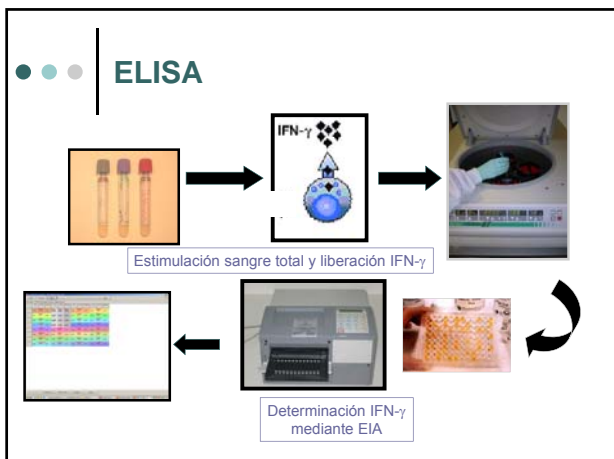 ELISA
IFN-γ
Estimulación sangre total y liberación IFN-γ
Determinación IFN-γ
mediante EIA